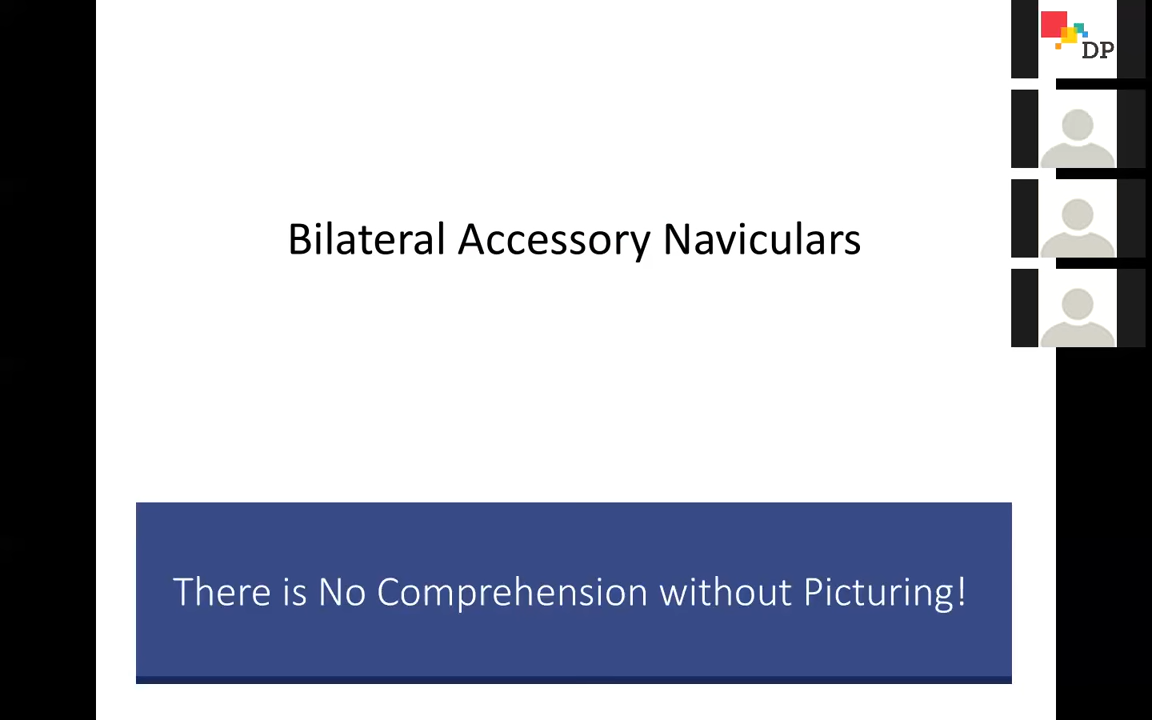 DP
Bilateral Accessory Naviculars
There is No Comprehension without Picturing!